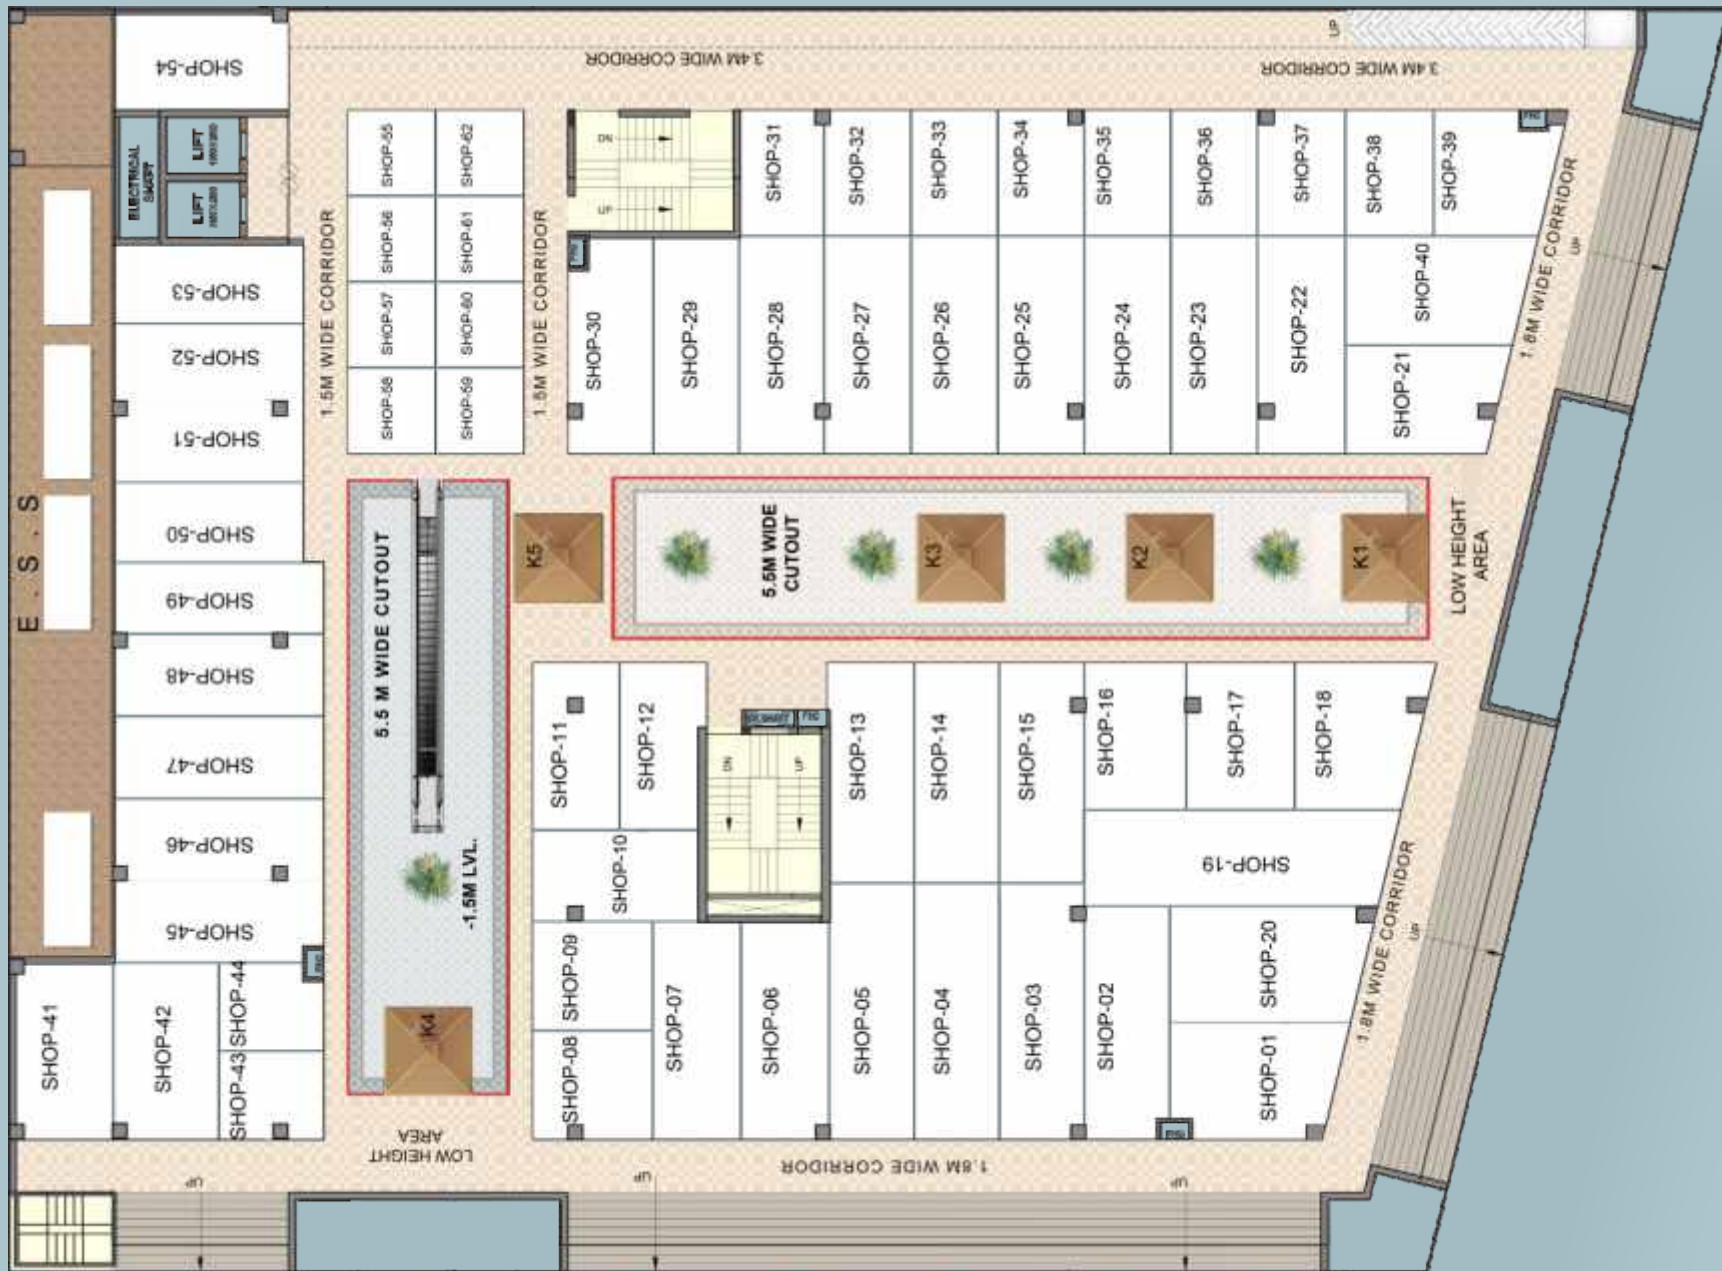 SHOP-54
3.4M WIDE CORRIDOR
3.4M WIDE CORRIDOR
UP
ELECTRICAL
SHAFT
LIFT
LIFT
SHOP-55
SHOP-62
SHOP-56
SHOP-61
SHOP-57
SHOP-60
SHOP-58
SHOP-59
1.5M WIDE CORRIDOR
1.5M WIDE CORRIDOR
DN
UP
SHOP-31
SHOP-32
SHOP-33
SHOP-34
SHOP-35
SHOP-36
SHOP-37
SHOP-38
SHOP-39
SHOP-30
SHOP-29
SHOP-28
SHOP-27
SHOP-26
SHOP-25
SHOP-24
SHOP-23
SHOP-22
SHOP-40
SHOP-21
1.8M WIDE CORRIDOR
UP
SHOP-53
SHOP-52
SHOP-51
SHOP-50
SHOP-49
SHOP-48
SHOP-47
SHOP-46
SHOP-45
E.S.S
5.5 M WIDE CUTOUT
-1.5M LVL.
K5
5.5M WIDE
CUTOUT
K3
K2
K1
LOW HEIGHT
AREA
K4
SHOP-11
SHOP-12
SHOP-10
DN
UP
SHOP-13
SHOP-14
SHOP-15
SHOP-16
SHOP-17
SHOP-18
SHOP-19
SHOP-09
SHOP-08
SHOP-07
SHOP-06
SHOP-05
SHOP-04
SHOP-03
SHOP-02
SHOP-20
SHOP-01
1.8M WIDE CORRIDOR
UP
SHOP-41
SHOP-42
SHOP-44
SHOP-43
LOW HEIGHT
AREA
1.8M WIDE CORRIDOR
UP
UP
UP